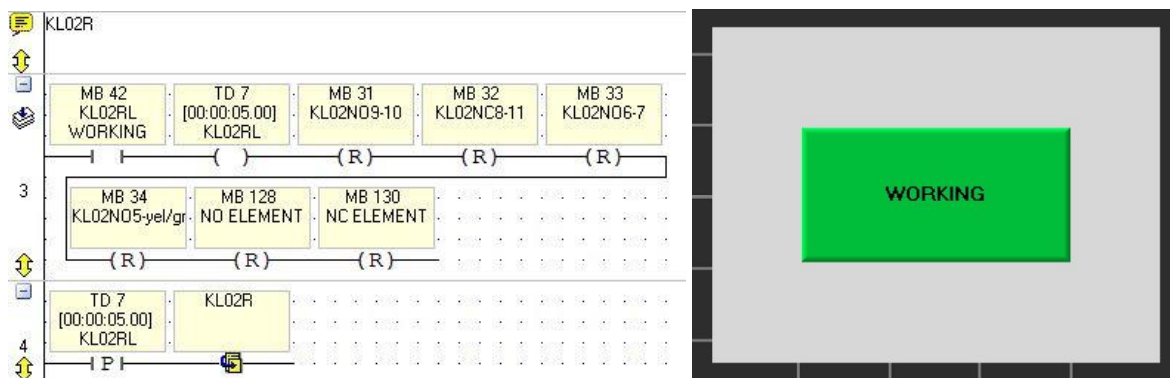 KL02R
MB 42
KL02RL
WORKING
TD 7
[00:00:05.00]
KL02RL
MB 31
KL02NO9-10
MB 32
KL02NC8-11
MB 33
KL02NO6-7
( )
(R)
(R)
(R)
3
MB 34
KL02NO5-yel/gr
MB 128
NO ELEMENT
MB 130
NC ELEMENT
(R)
(R)
(R)
4
TD 7
[00:00:05.00]
KL02RL
P
KL02R
WORKING